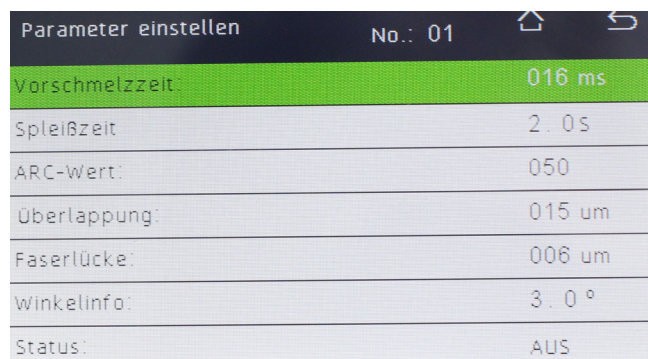 Parameter einstellen No.: 01
Vorschmelzzeit: 016 ms
Spleißzeit 2.0S
ARC-Wert: 050
Überlappung: 015 um
Faserlücke: 006 um
Winkelinfo: 3.0°
Status: AUS